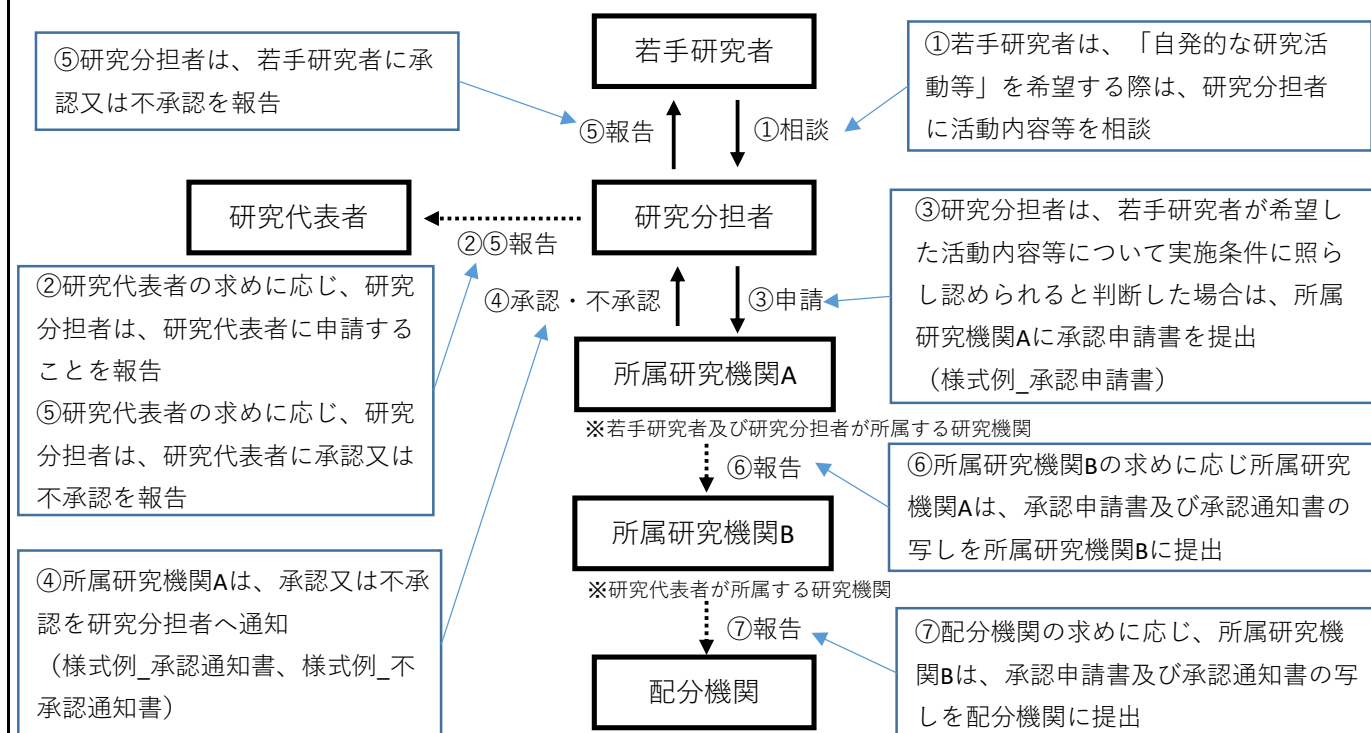 若手研究者
⑤研究分担者は、若手研究者に承
認又は不承認を報告
①若手研究者は、「自発的な研究活
動等」を希望する際は、研究分担者
に活動内容等を相談
⑤報告
①相談
研究代表者
研究分担者
②⑤報告
③研究分担者は、若手研究者が希望し
た活動内容等について実施条件に照ら
し認められると判断した場合は、所属
研究機関Aに承認申請書を提出
（様式例_承認申請書）
②研究代表者の求めに応じ、研究
分担者は、研究代表者に申請する
ことを報告
⑤研究代表者の求めに応じ、研究
分担者は、研究代表者に承認又は
不承認を報告
④承認・不承認
③申請
所属研究機関A
※若手研究者及び研究分担者が所属する研究機関
⑥報告
⑥所属研究機関Bの求めに応じ所属研究
機関Aは、承認申請書及び承認通知書の
写しを所属研究機関Bに提出
所属研究機関B
※研究代表者が所属する研究機関
④所属研究機関Aは、承認又は不承
認を研究分担者へ通知
（様式例_承認通知書、様式例_不
承認通知書）
⑦報告
⑦配分機関の求めに応じ、所属研究機
関Bは、承認申請書及び承認通知書の写
しを配分機関に提出
配分機関